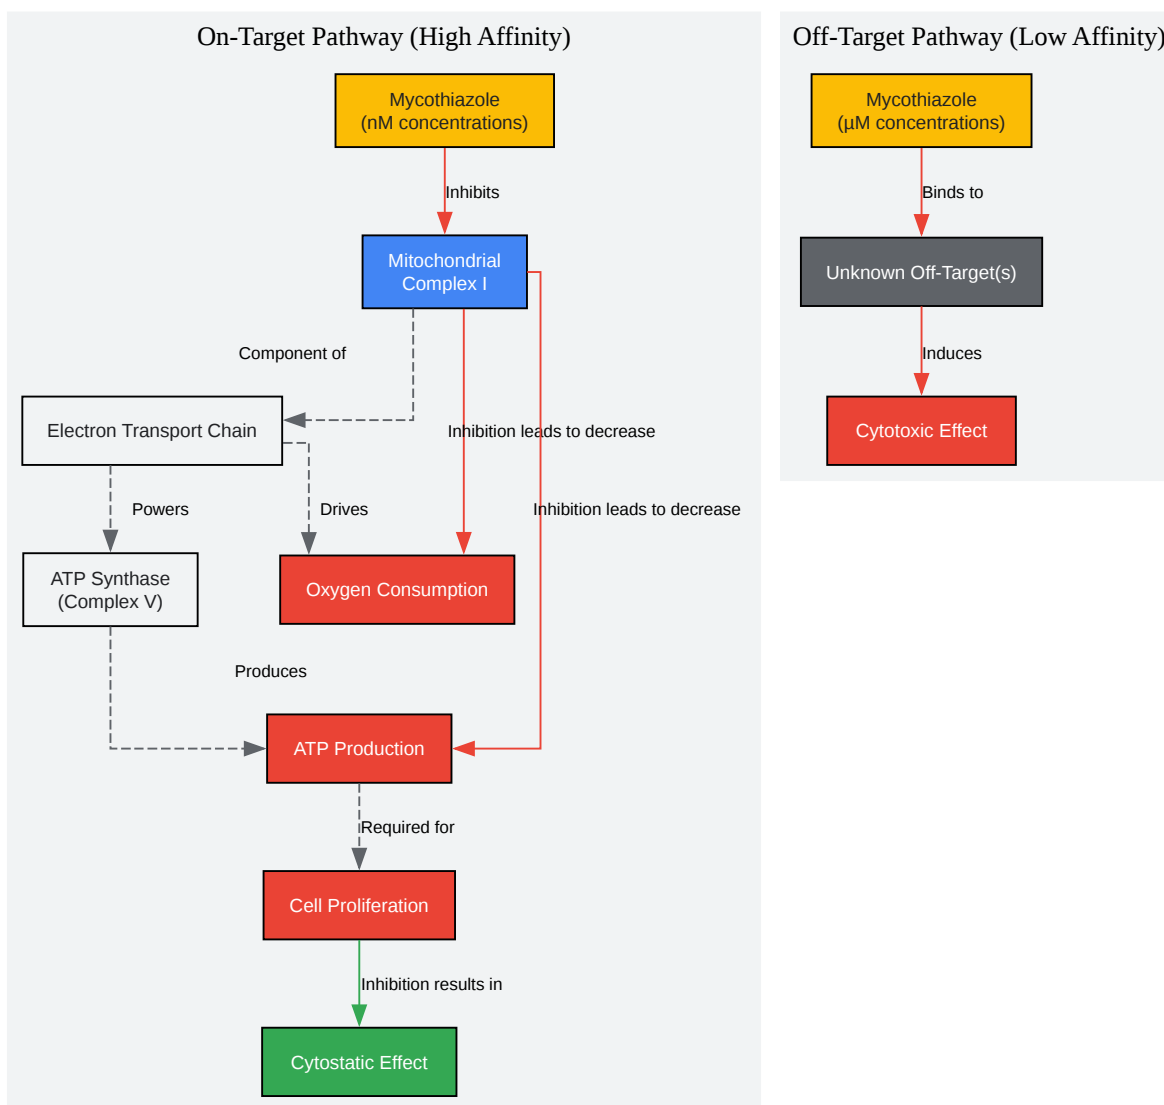 On-Target Pathway (High Affinity)
Mycothiazole
(nM concentrations)
Inhibits
Mitochondrial
Complex I
Component of
Electron Transport Chain
Inhibition leads to decrease
Powers
Drives
Inhibition leads to decrease
ATP Synthase
(Complex V)
Oxygen Consumption
Produces
ATP Production
Required for
Cell Proliferation
Inhibition results in
Cytostatic Effect
Off-Target Pathway (Low Affinity)
Mycothiazole
(µM concentrations)
Binds to
Unknown Off-Target(s)
Induces
Cytotoxic Effect